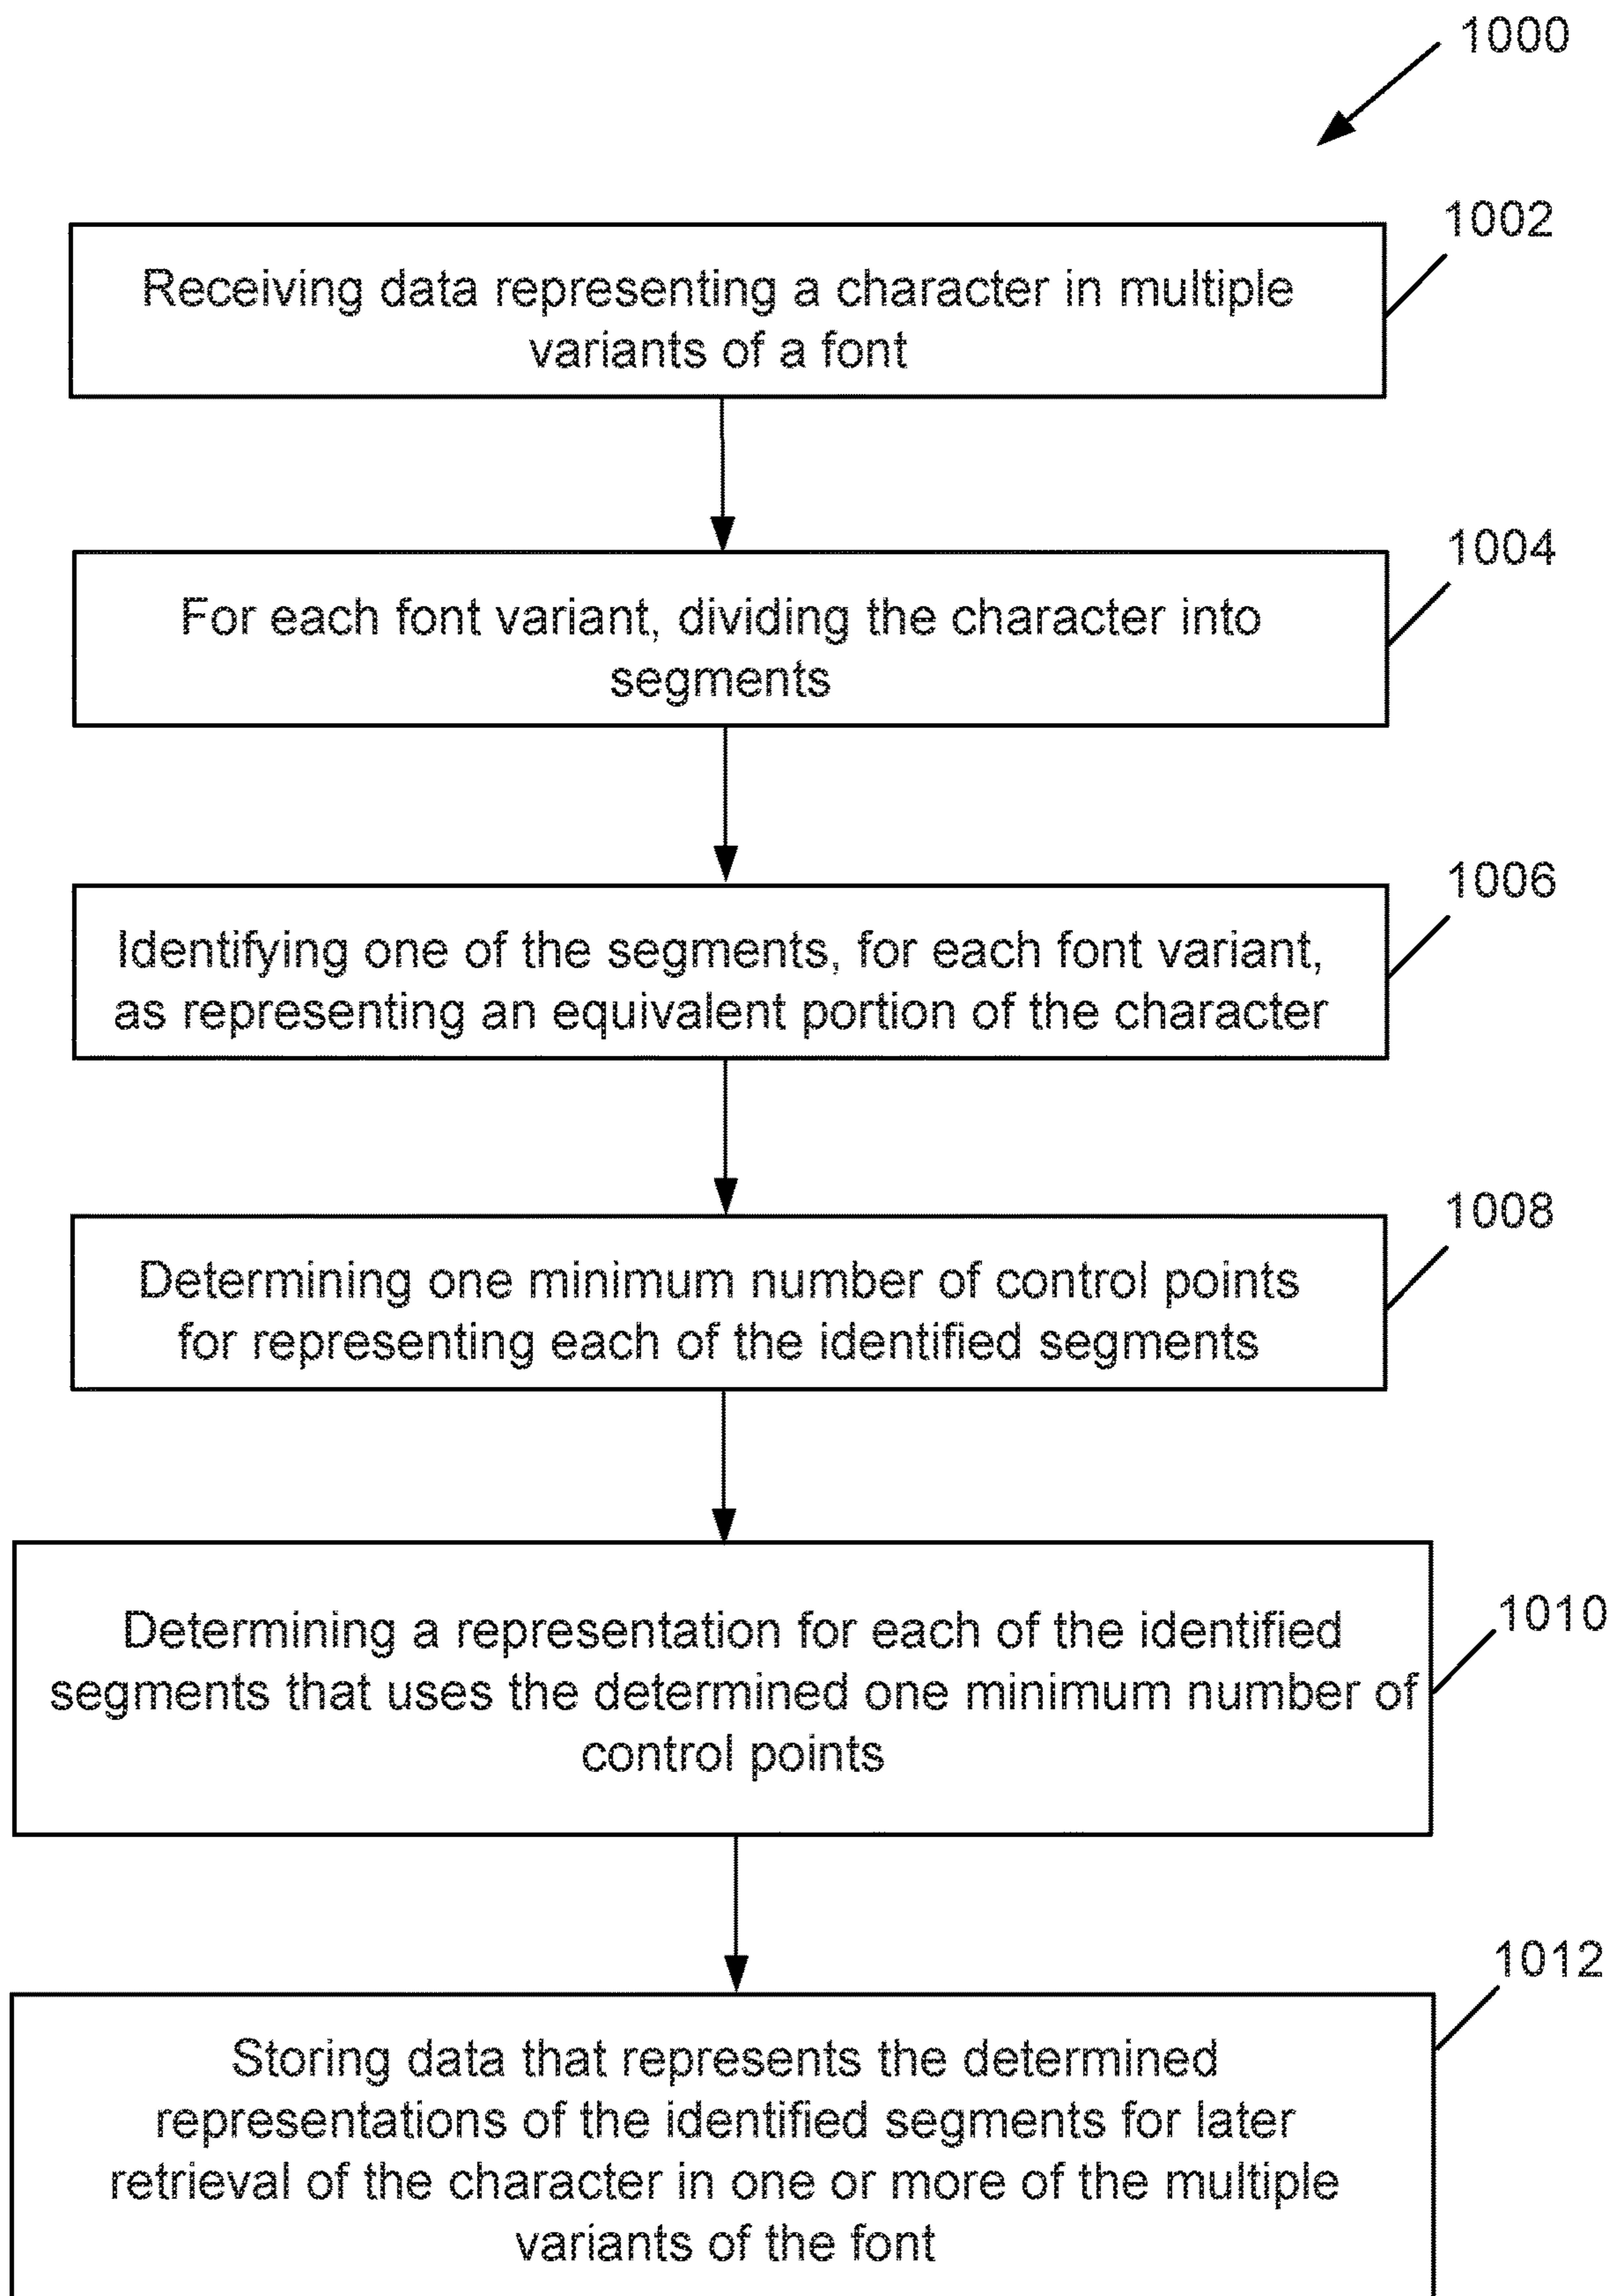 1000
1002
Receiving data representing a character in multiple
variants of a font
1004
For each font variant, dividing the character into
segments
1006
Identifying one of the segments, for each font variant,
as representing an equivalent portion of the character
1008
Determining one minimum number of control points
for representing each of the identified segments
1010
Determining a representation for each of the identified
segments that uses the determined one minimum number of
control points
1012
Storing data that represents the determined
representations of the identified segments for later
retrieval of the character in one or more of the multiple
variants of the font